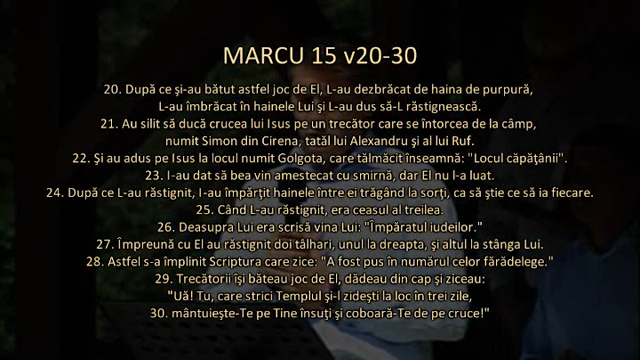 MARCU 15 v20-30
20. După ce şi-au bătut astfel joc de El, L-au dezbrăcat de haina de purpură,
L-au îmbrăcat în hainele Lui şi L-au dus să-L răstignească.
21. Au silit să ducă crucea lui Isus pe un trecător care se întorcea de la câmp,
numit Simon din Cirena, tatăl lui Alexandru şi al lui Ruf.
22. Şi au adus pe Isus la locul numit Golgota, care tălmăcit înseamnă: "Locul căpăţânii".
23. I-au dat să bea vin amestecat cu smirnă, dar El nu l-a luat.
24. După ce L-au răstignit, I-au împărţit hainele între ei trăgând la sorţi, ca să ştie ce să ia fiecare.
25. Când L-au răstignit, era ceasul al treilea.
26. Deasupra Lui era scrisă vina Lui: "Împăratul iudeilor."
27. Împreună cu El au răstignit doi tâlhari, unul la dreapta, şi altul la stânga Lui.
28. Astfel s-a împlinit Scriptura care zice: "A fost pus în numărul celor fărădelege."
29. Trecătorii îşi băteau joc de El, dădeau din cap şi ziceau:
"Uă! Tu, care strici Templul şi-l zideşti la loc în trei zile,
30. mântuieşte-Te pe Tine însuţi şi coboară-Te de pe cruce!"